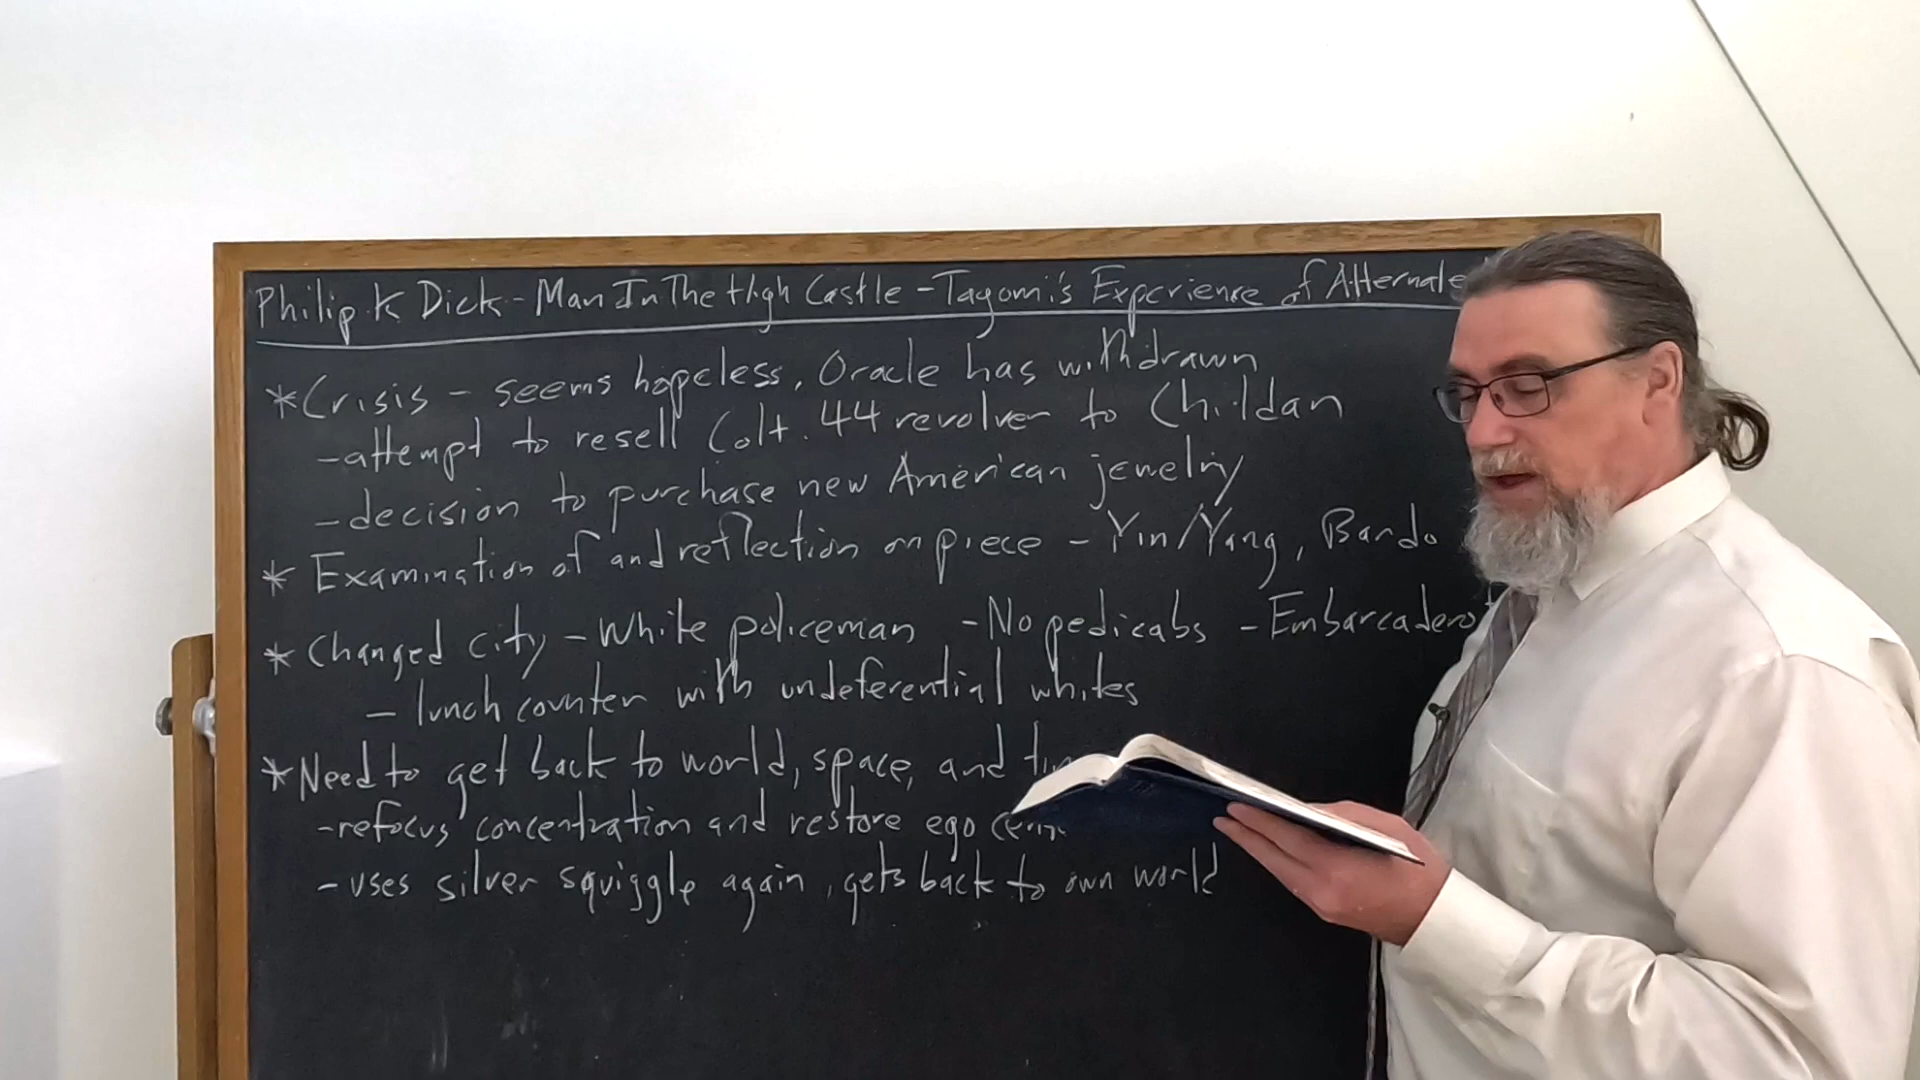 Philip K Dick - Man In The High Castle - Tagomi's Experience of Alternate
* Crisis - seems hopeless, Oracle has withdrawn
- attempt to resell Colt .44 revolver to Childan
- decision to purchase new American jewelry
* Examination of and reflection on piece - Yin/Yang, Bardo
* Changed city - White policeman - No pedicabs - Embarcadero
- lunch counter with undeferential whites
* Need to get back to world, space, and
- refocus concentration and restore ego
- uses silver squiggle again, gets back to own world